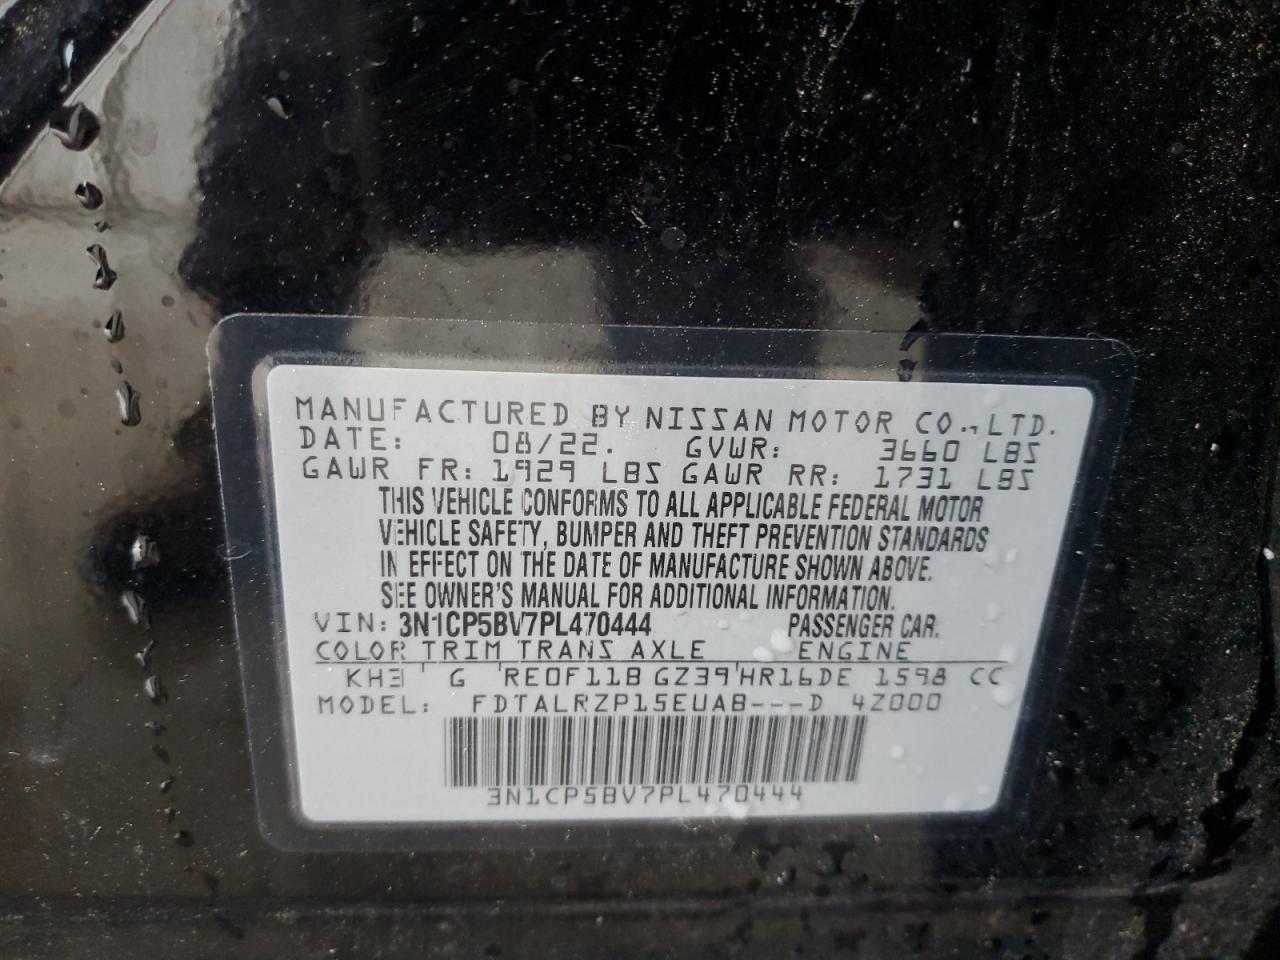 MANUFACTURED BY NISSAN MOTOR CO., LTD.
DATE: 08/22. GVWR: 3660 LBS
GAWR FR: 1929 LBS GAWR RR: 1731 LBS
THIS VEHICLE CONFORMS TO ALL APPLICABLE FEDERAL MOTOR
VEHICLE SAFETY, BUMPER AND THEFT PREVENTION STANDARDS
IN EFFECT ON THE DATE OF MANUFACTURE SHOWN ABOVE.
SEE OWNER'S MANUAL FOR ADDITIONAL INFORMATION.
VIN: 3N1CP5BV7PL470444 PASSENGER CAR.
COLOR TRIM TRANS AXLE ENGINE
KH3 G RE0F11B GZ39 HR16DE 1598 CC
MODEL: FDTALRZP15EUAB---D 4Z000
3N1CP5BV7PL470444